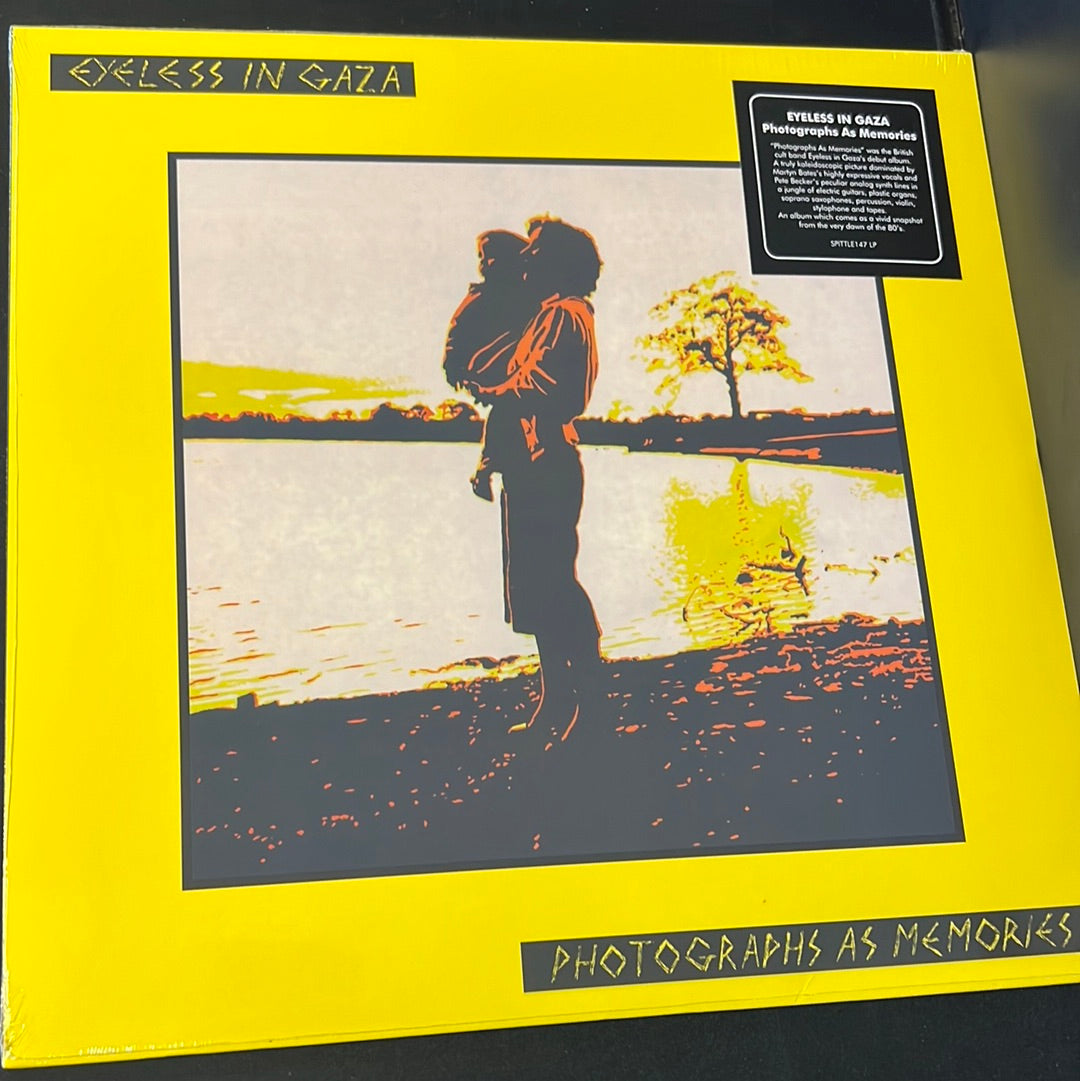 EYELESS IN GAZA
EYELESS IN GAZA
Photographs As Memories
"Photographs As Memories" was the British
cult band Eyeless in Gaza's debut album.
A truly kaleidoscopic picture dominated by
Martyn Bates's highly expressive vocals and
Pete Becker's peculiar analog synth lines in
a jungle of electric guitars, plastic organs,
soprano saxophones, percussion, violin,
stylophone and tapes.
An album which comes as a vivid snapshot
from the very dawn of the 80's.
SPITTLE147 LP
PHOTOGRAPHS AS MEMORIES